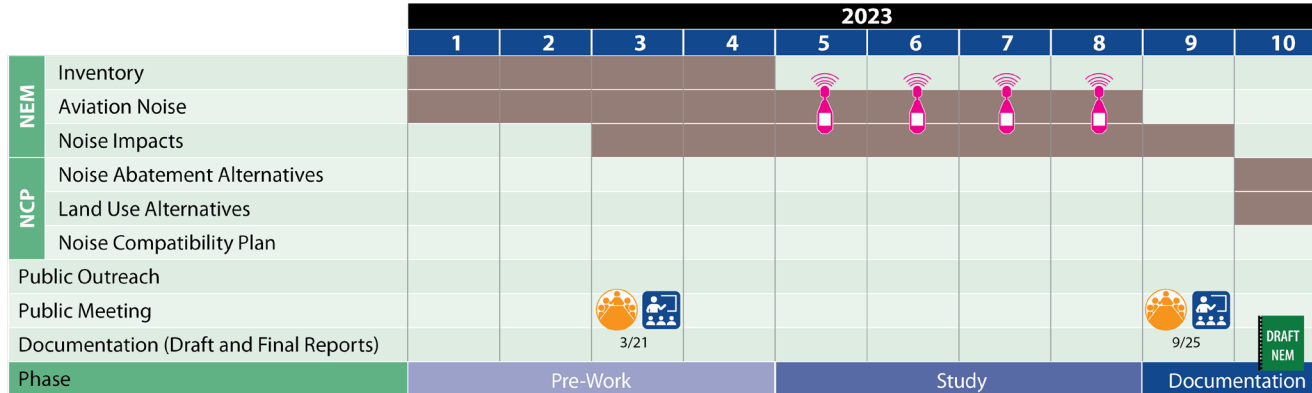 2023
1 2 3 4 5 6 7 8 9 10
NEM
Inventory
Aviation Noise
Noise Impacts
NCP
Noise Abatement Alternatives
Land Use Alternatives
Noise Compatibility Plan
Public Outreach
Public Meeting
Documentation (Draft and Final Reports) 3/21 9/25
DRAFT
NEM
Phase Pre-Work Study Documentation